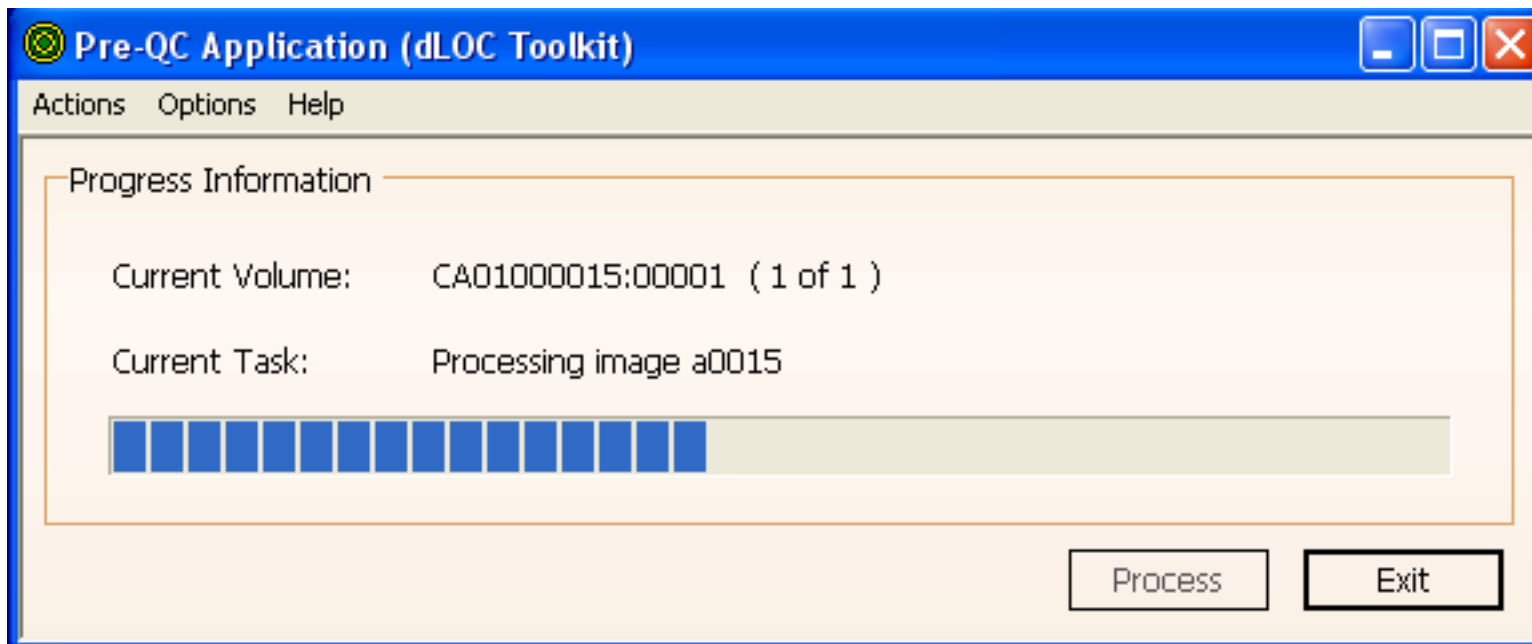 Pre-QC Application (dLOC Toolkit)
Actions Options Help
Progress Information
Current Volume: CA01000015:00001 ( 1 of 1 )
Current Task: Processing image a0015
Process Exit